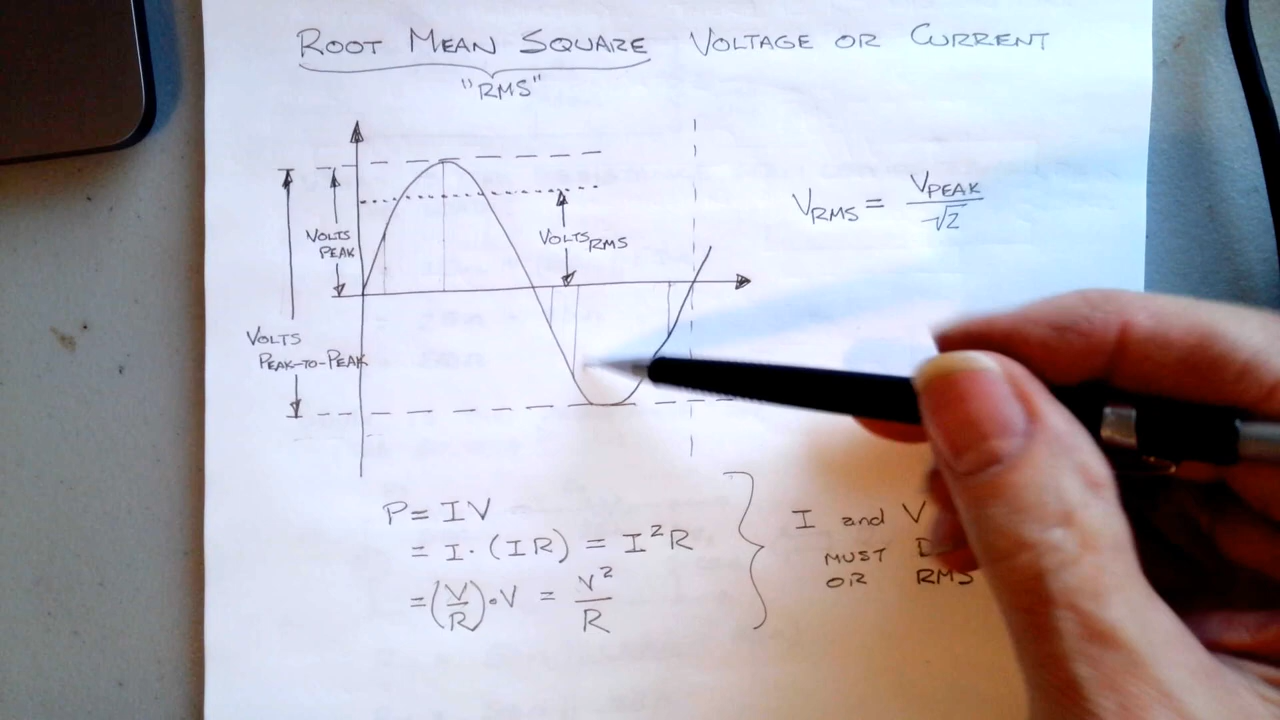 ROOT MEAN SQUARE VOLTAGE OR CURRENT
"RMS"
VOLTS
PEAK
VOLTS RMS
VRMS = VPEAK / √2
VOLTS
PEAK-TO-PEAK
P = IV
= I · (IR) = I²R
= (V/R) · V = V²/R
I and V
MUST
OR RMS